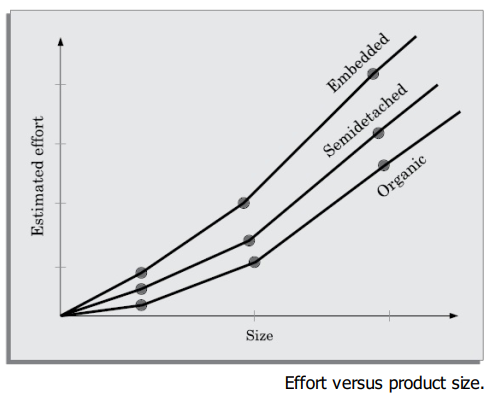 Embedded
Semidetached
Organic
Estimated effort
Size
Effort versus product size.